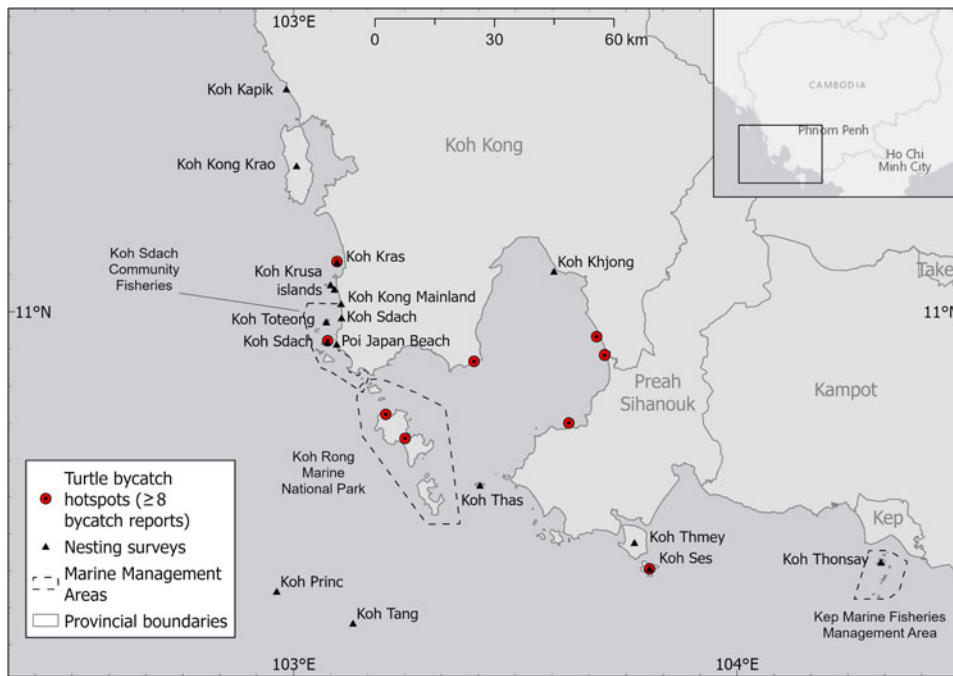 103°E
0 30 60 km
CAMBODIA
Phnom Penh
Ho Chi
Minh City
Koh Kapik
Koh Kong
Koh Kong Krao
Koh Sdach
Community
Fisheries
Koh Kras
Koh Khjong
Koh Krusa
islands
Koh Kong Mainland
Take
11°N
11°N
Koh Toteong
Koh Sdach
Koh Sdach
Poi Japan Beach
Preah
Sihanouk
Kampot
Koh Rong
Marine
National Park
Koh Thas
Kep
Koh Thmey
Koh Ses
Koh Thonsay
Koh Princ
Koh Tang
Kep Marine Fisheries
Management Area
Turtle bycatch
hotspots (≥8
bycatch reports)
Nesting surveys
Marine Management
Areas
Provincial boundaries
103°E
104°E